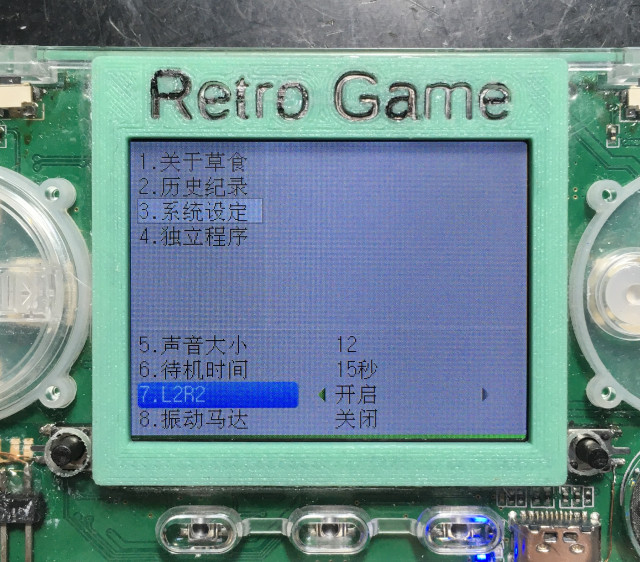 Retro Game
1.关于草食
2.历史纪录
3.系统设定
4.独立程序
5.声音大小 12
6.待机时间 15秒
7.L2R2 开启
8.振动马达 关闭